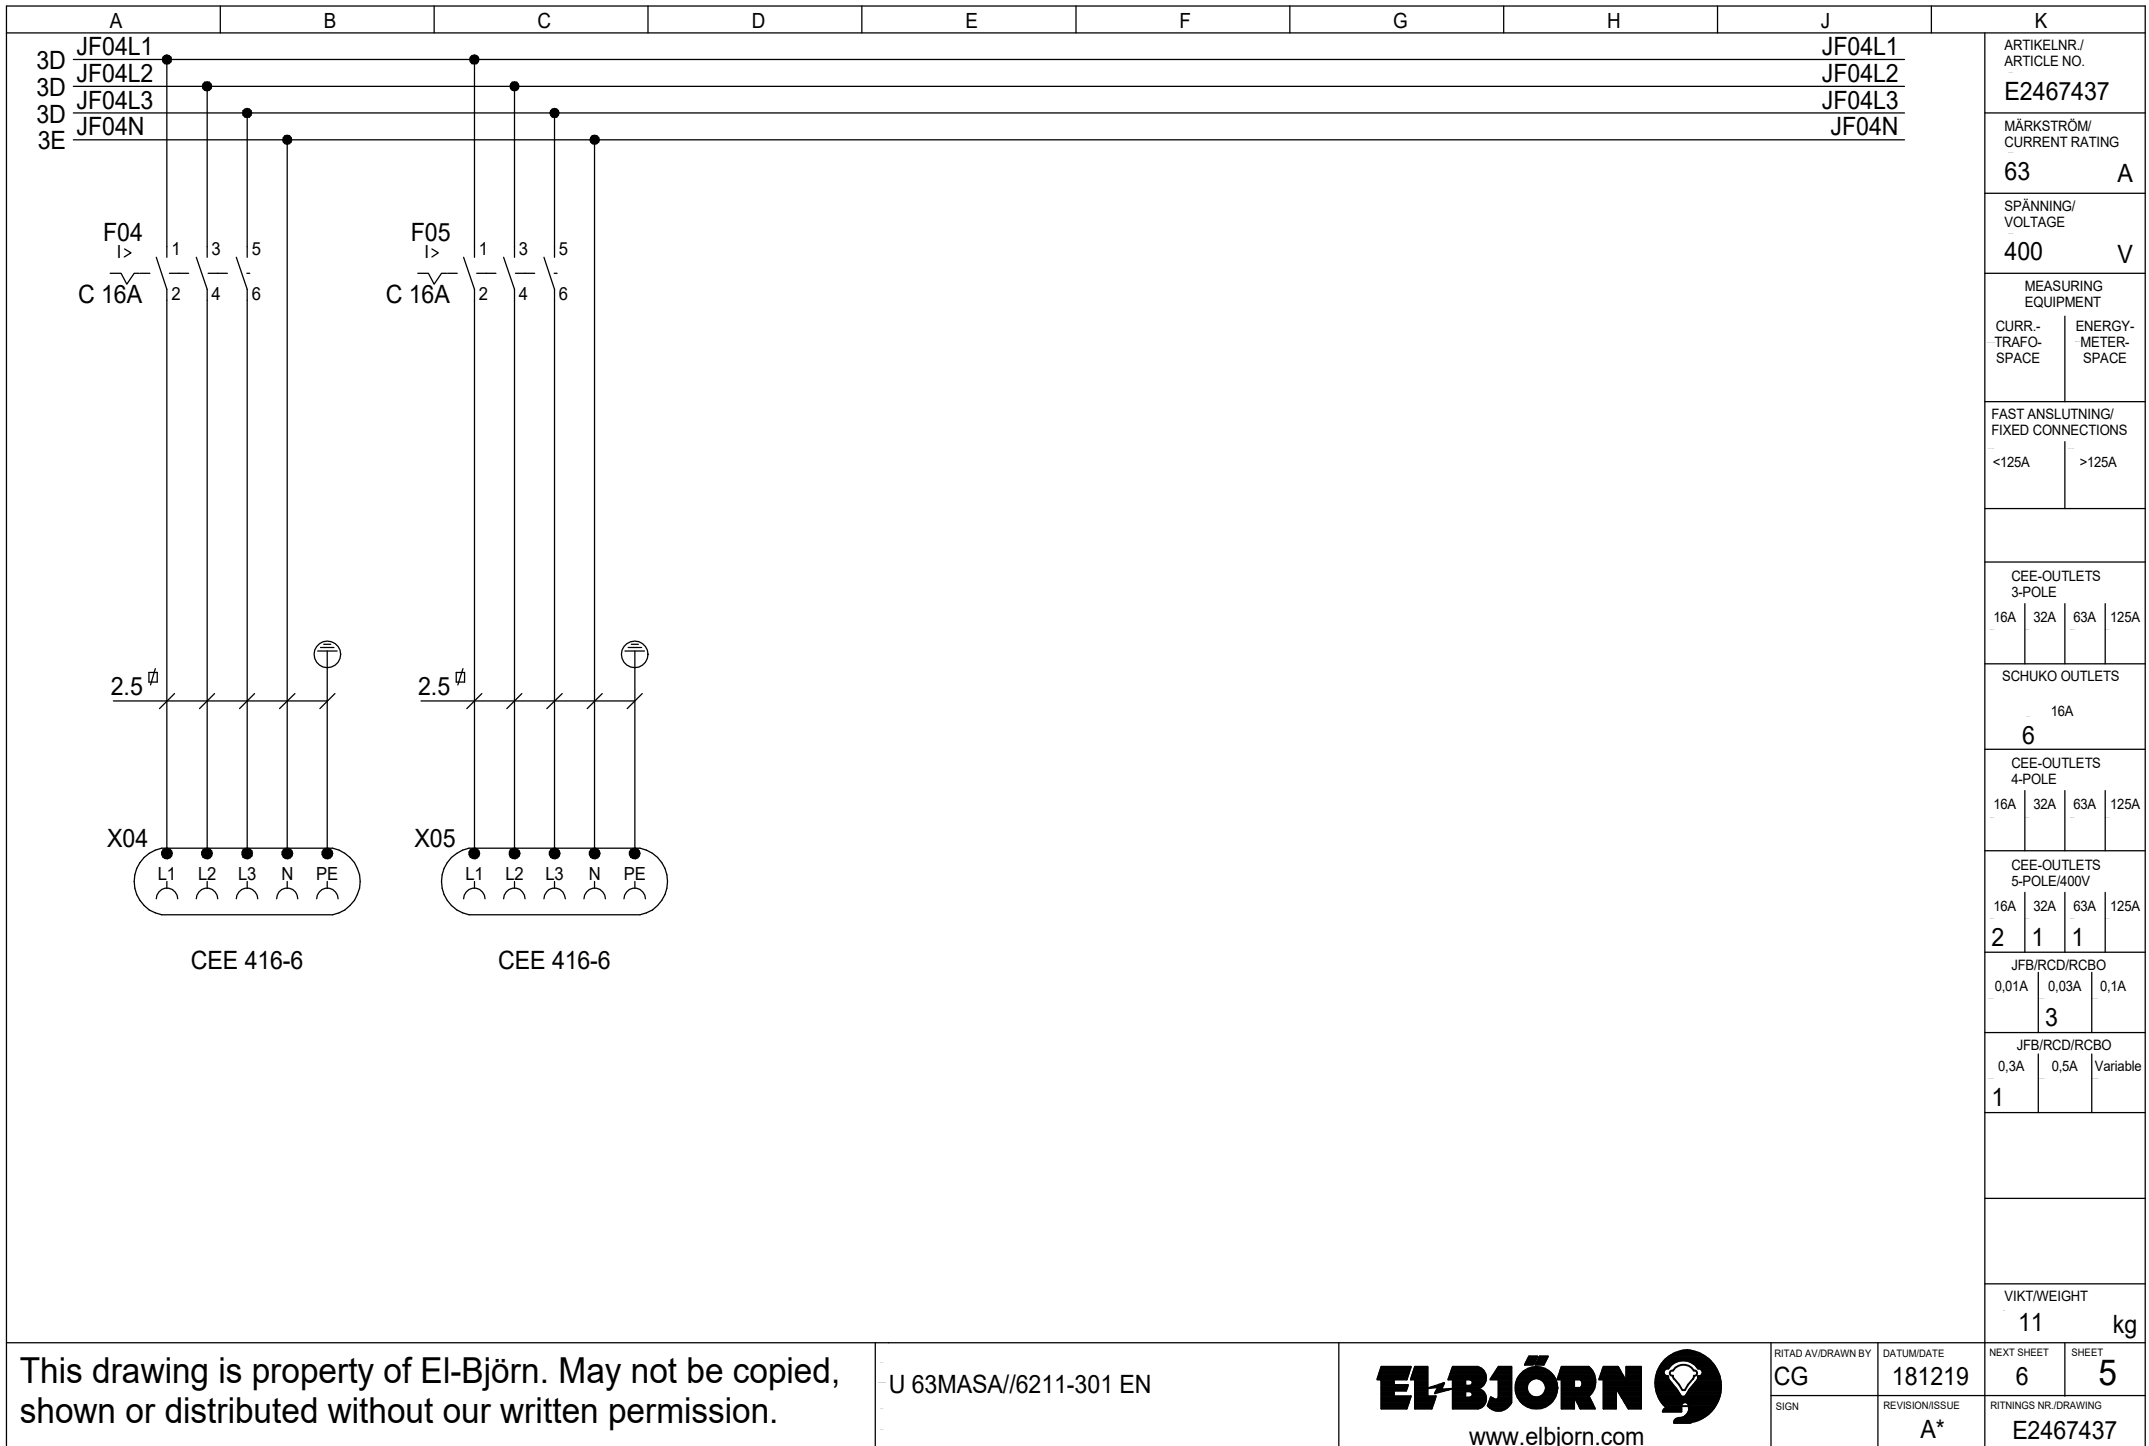 A B C D E F G H J K
3D JF04L1 JF04L1
3D JF04L2 JF04L2
3D JF04L3 JF04L3
3E JF04N JF04N
F04
I>
1 3 5
C 16A 2 4 6
F05
I>
1 3 5
C 16A 2 4 6
2.5
2.5
X04
L1 L2 L3 N PE
CEE 416-6
X05
L1 L2 L3 N PE
CEE 416-6
ARTIKELNR./
ARTICLE NO.
E2467437
MÄRKSTRÖM/
CURRENT RATING
63 A
SPÄNNING/
VOLTAGE
400 V
MEASURING
EQUIPMENT
CURR.-
TRAFO-
SPACE
ENERGY-
METER-
SPACE
FAST ANSLUTNING/
FIXED CONNECTIONS
<125A >125A
CEE-OUTLETS
3-POLE
16A 32A 63A 125A
SCHUKO OUTLETS
16A
6
CEE-OUTLETS
4-POLE
16A 32A 63A 125A
CEE-OUTLETS
5-POLE/400V
16A 32A 63A 125A
2 1 1
JFB/RCD/RCBO
0,01A 0,03A 0,1A
3
JFB/RCD/RCBO
0,3A 0,5A Variable
1
VIKT/WEIGHT
11 kg
This drawing is property of El-Björn. May not be copied,
shown or distributed without our written permission.
U 63MASA//6211-301 EN
EL-BJÖRN
www.elbjorn.com
RITAD AV/DRAWN BY
CG
DATUM/DATE
181219
NEXT SHEET
6
SHEET
5
SIGN
REVISION/ISSUE
A*
RITNINGS NR./DRAWING
E2467437